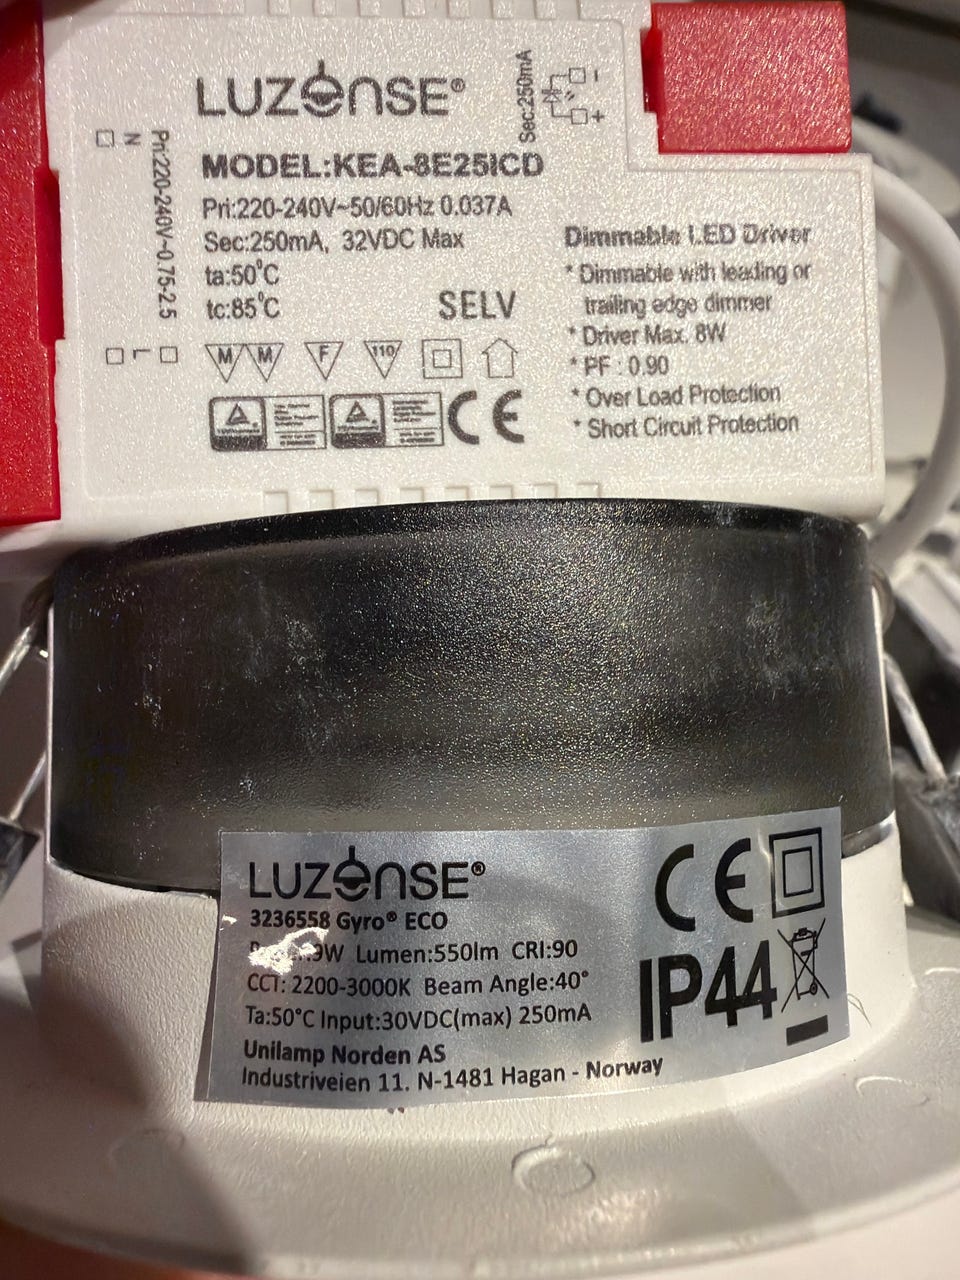 LUZENSE®
MODEL:KEA-8E25ICD
Pri:220-240V~50/60Hz 0.037A
Sec:250mA, 32VDC Max
ta:50°C
tc:85°C
SELV
M M F 110
CE
N
L
Pri:220-240V~0.75-2.5
Sec:250mA
-
+
Dimmable LED Driver
* Dimmable with leading or
trailing edge dimmer
* Driver Max. 8W
* PF : 0.90
* Over Load Protection
* Short Circuit Protection
LUZENSE®
3236558 Gyro® ECO
Lumen:550lm CRI:90
CCT: 2200-3000K Beam Angle:40°
Ta:50°C Input:30VDC(max) 250mA
Unilamp Norden AS
Industriveien 11. N-1481 Hagan - Norway
CE
IP44